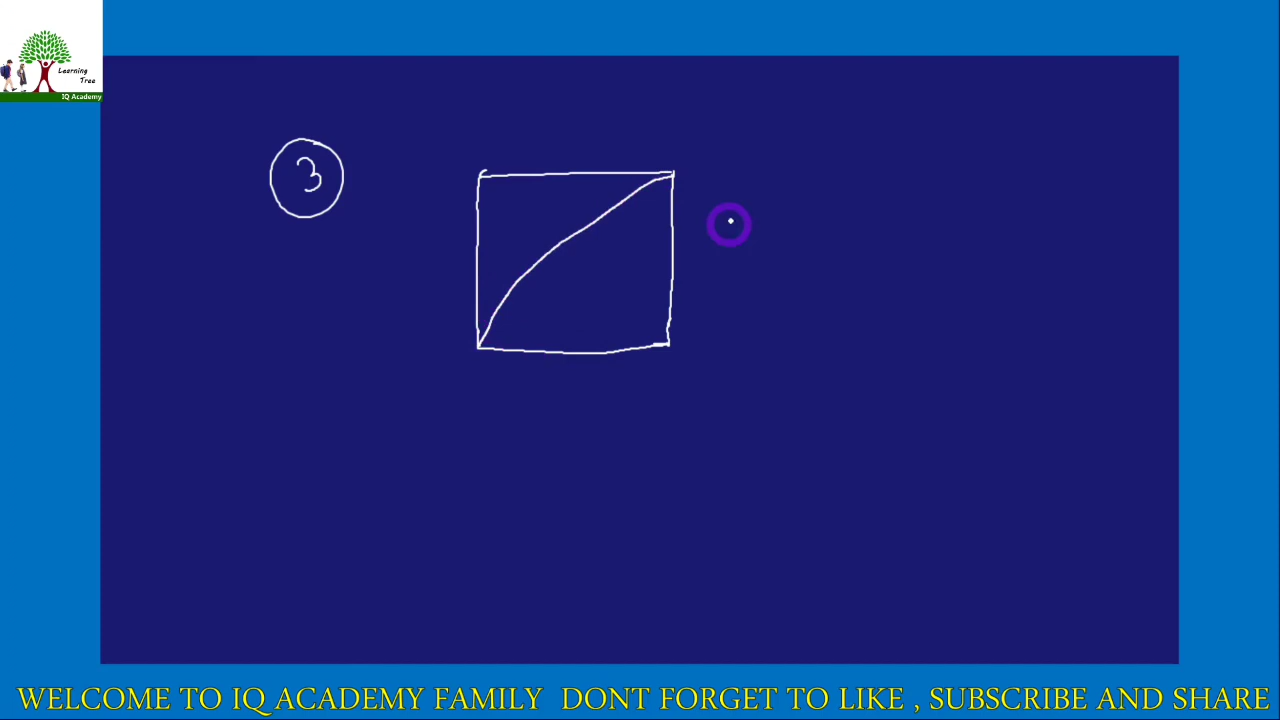 Learning
Tree
IQ Academy
3
WELCOME TO IQ ACADEMY FAMILY DONT FORGET TO LIKE , SUBSCRIBE AND SHARE